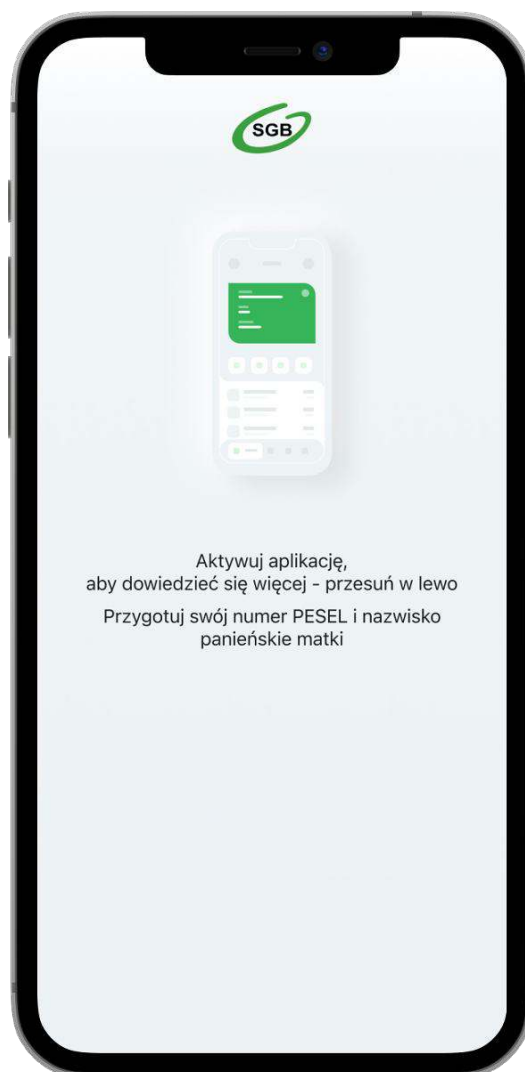 SGB
Aktywuj aplikację,
aby dowiedzieć się więcej - przesuń w lewo
Przygotuj swój numer PESEL i nazwisko
panieńskie matki